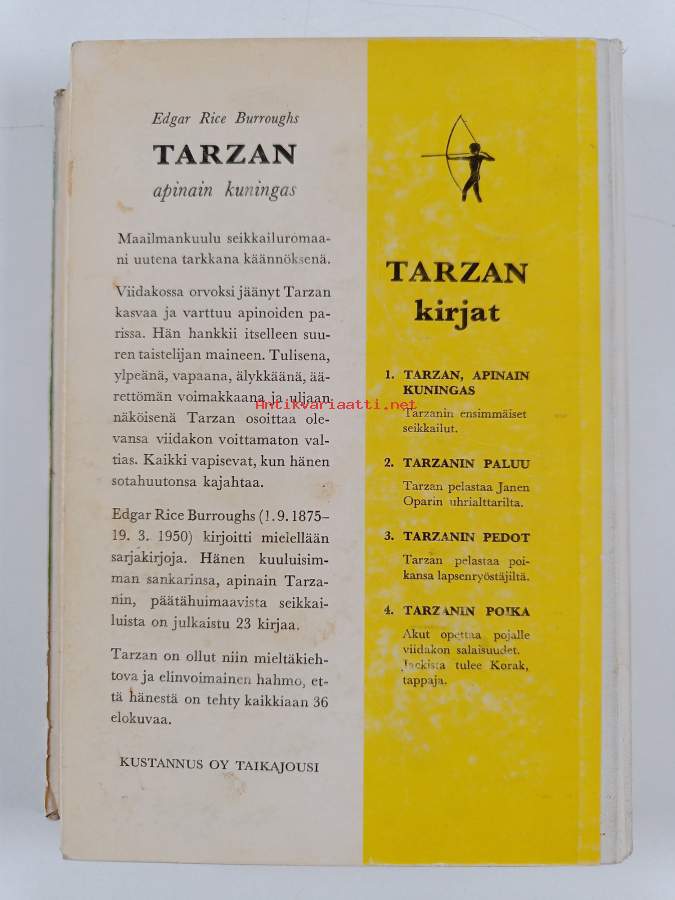 Edgar Rice Burroughs
TARZAN
apinain kuningas
Maailmankuulu seikkailuromaa-
ni uutena tarkkana käännöksenä.
Viidakossa orvoksi jäänyt Tarzan
kasvaa ja varttuu apinoiden pa-
rissa. Hän hankkii itselleen suu-
ren taistelijan maineen. Tulisena,
ylpeänä, vapaana, älykkäänä, ää-
rettömän voimakkaana ja uljaan
näköisenä Tarzan osoittaa ole-
vansa viidakon voittamaton val-
tias. Kaikki vapisevat, kun hänen
sotahuutonsa kajahtaa.
Edgar Rice Burroughs (1.9.1875–
19. 3. 1950) kirjoitti mielellään
sarjakirjoja. Hänen kuuluisim-
man sankarinsa, apinain Tarza-
nin, päätähuimaavista seikkai-
luista on julkaistu 23 kirjaa.
Tarzan on ollut niin mieltäkieh-
tova ja elinvoimainen hahmo, et-
tä hänestä on tehty kaikkiaan 36
elokuvaa.
KUSTANNUS OY TAIKAJOUSI
TARZAN
kirjat
1. TARZAN, APINAIN
KUNINGAS
Tarzanin ensimmäiset
seikkailut.
2. TARZANIN PALUU
Tarzan pelastaa Janen
Oparin uhrialttarilta.
3. TARZANIN PEDOT
Tarzan pelastaa poi-
kansa lapsenryöstäjiltä.
4. TARZANIN POIKA
Akut opettaa pojalle
viidakon salaisuudet.
Jackista tulee Korak,
tappaja.
Antikvariaatti.net